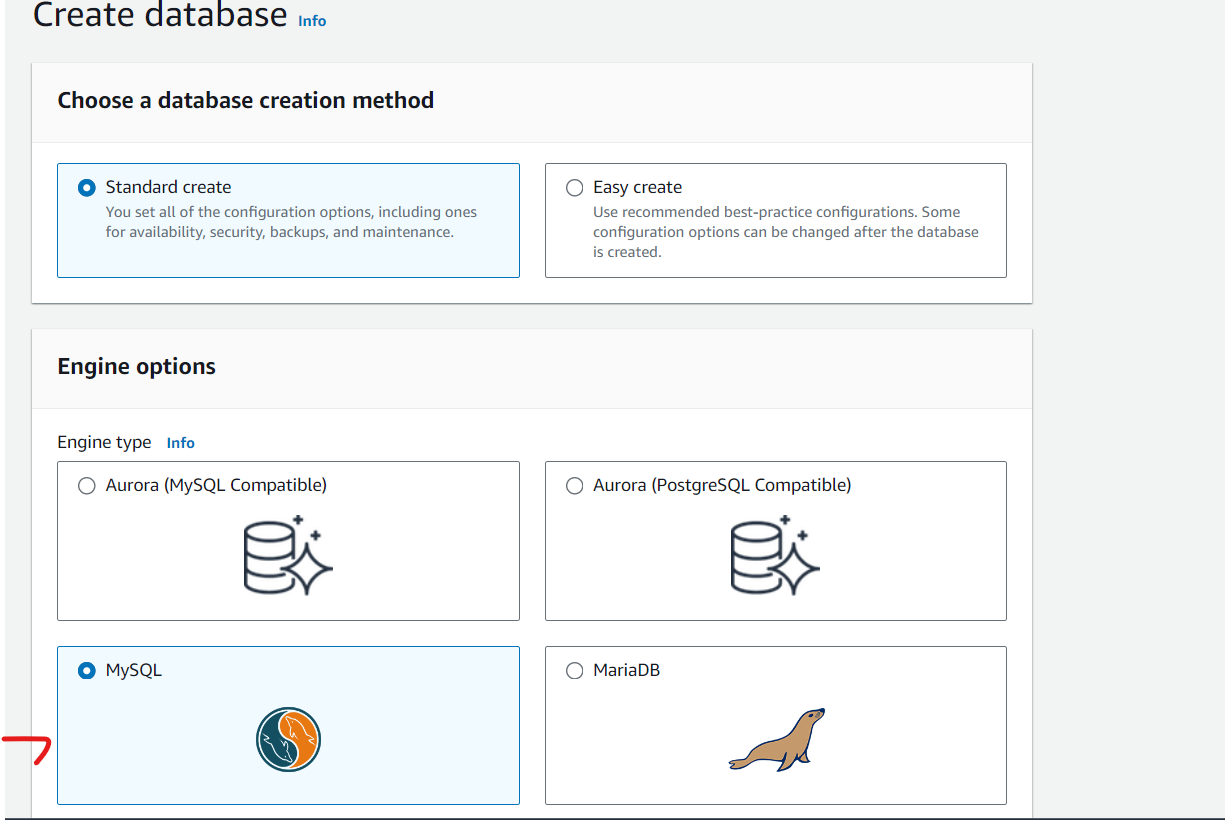 Create database Info
Choose a database creation method
Standard create
You set all of the configuration options, including ones
for availability, security, backups, and maintenance.
Easy create
Use recommended best-practice configurations. Some
configuration options can be changed after the database
is created.
Engine options
Engine type Info
Aurora (MySQL Compatible)
Aurora (PostgreSQL Compatible)
MySQL
MariaDB